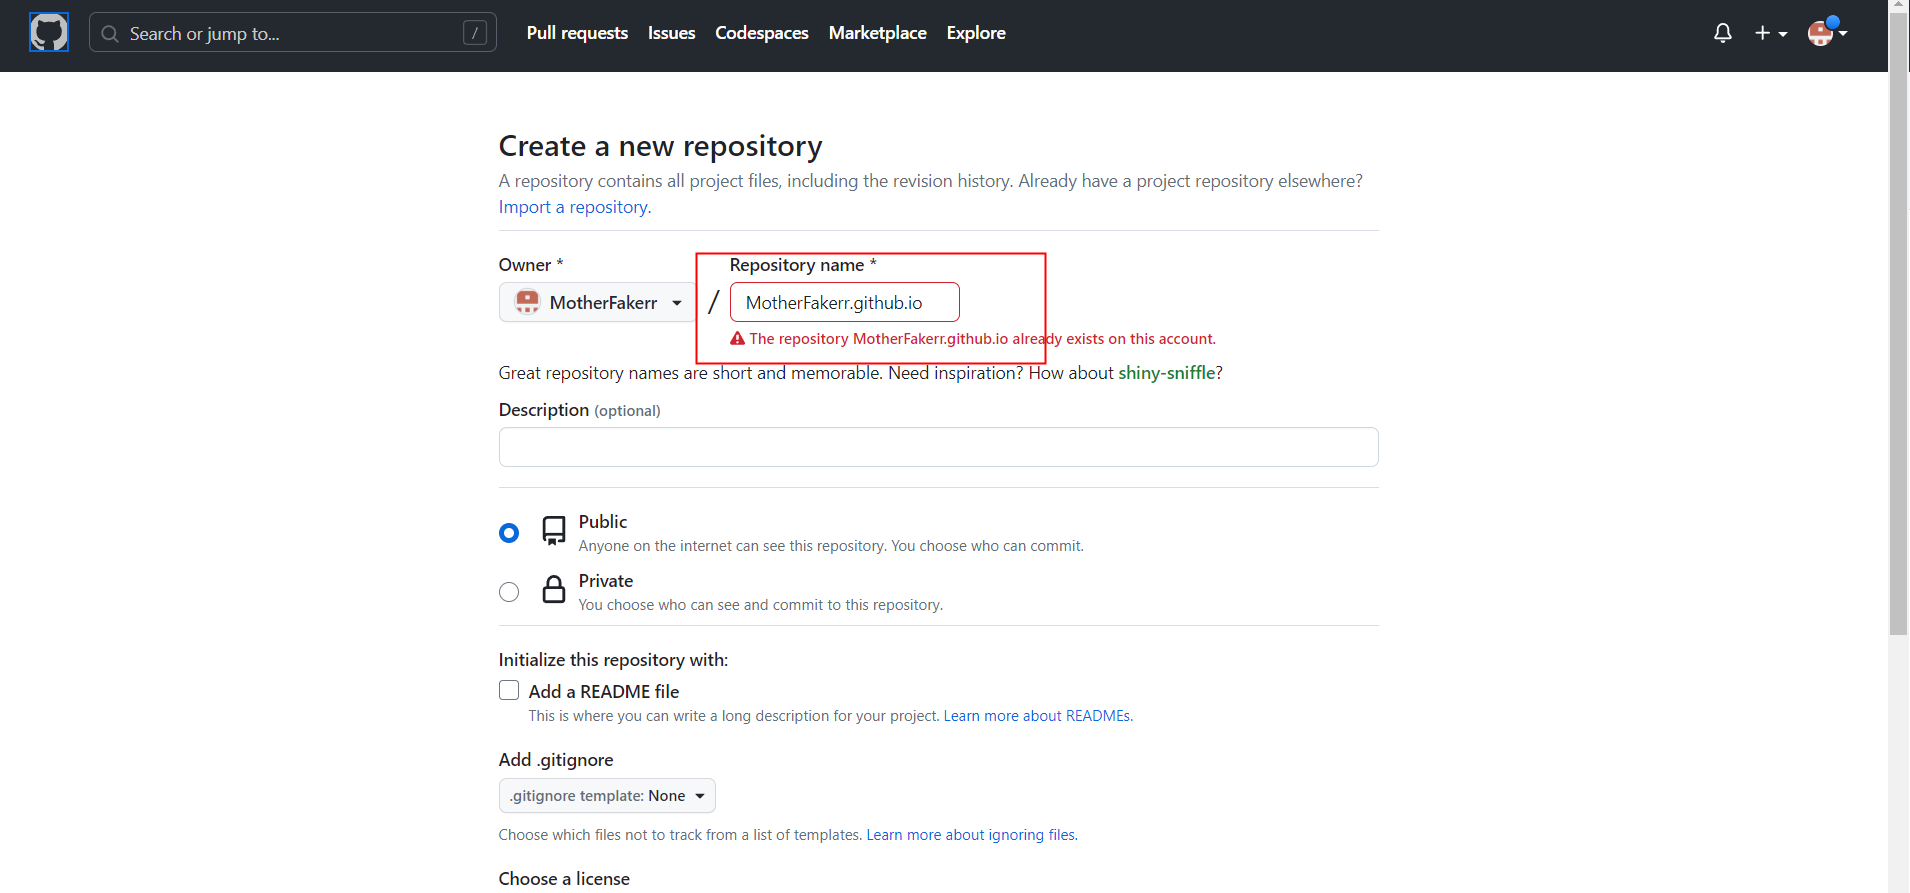 Search or jump to... / Pull requests Issues Codespaces Marketplace Explore
Create a new repository
A repository contains all project files, including the revision history. Already have a project repository elsewhere?
Import a repository.
Owner * Repository name *
MotherFakerr / MotherFakerr.github.io
The repository MotherFakerr.github.io already exists on this account.
Great repository names are short and memorable. Need inspiration? How about shiny-sniffle?
Description (optional)
Public
Anyone on the internet can see this repository. You choose who can commit.
Private
You choose who can see and commit to this repository.
Initialize this repository with:
Add a README file
This is where you can write a long description for your project. Learn more about READMEs.
Add .gitignore
.gitignore template: None
Choose which files not to track from a list of templates. Learn more about ignoring files.
Choose a license